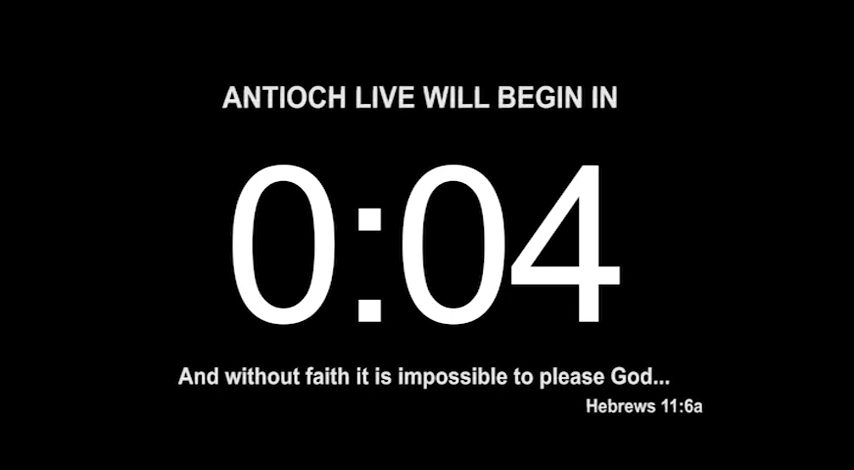 ANTIOCH LIVE WILL BEGIN IN
0:04
And without faith it is impossible to please God...
Hebrews 11:6a